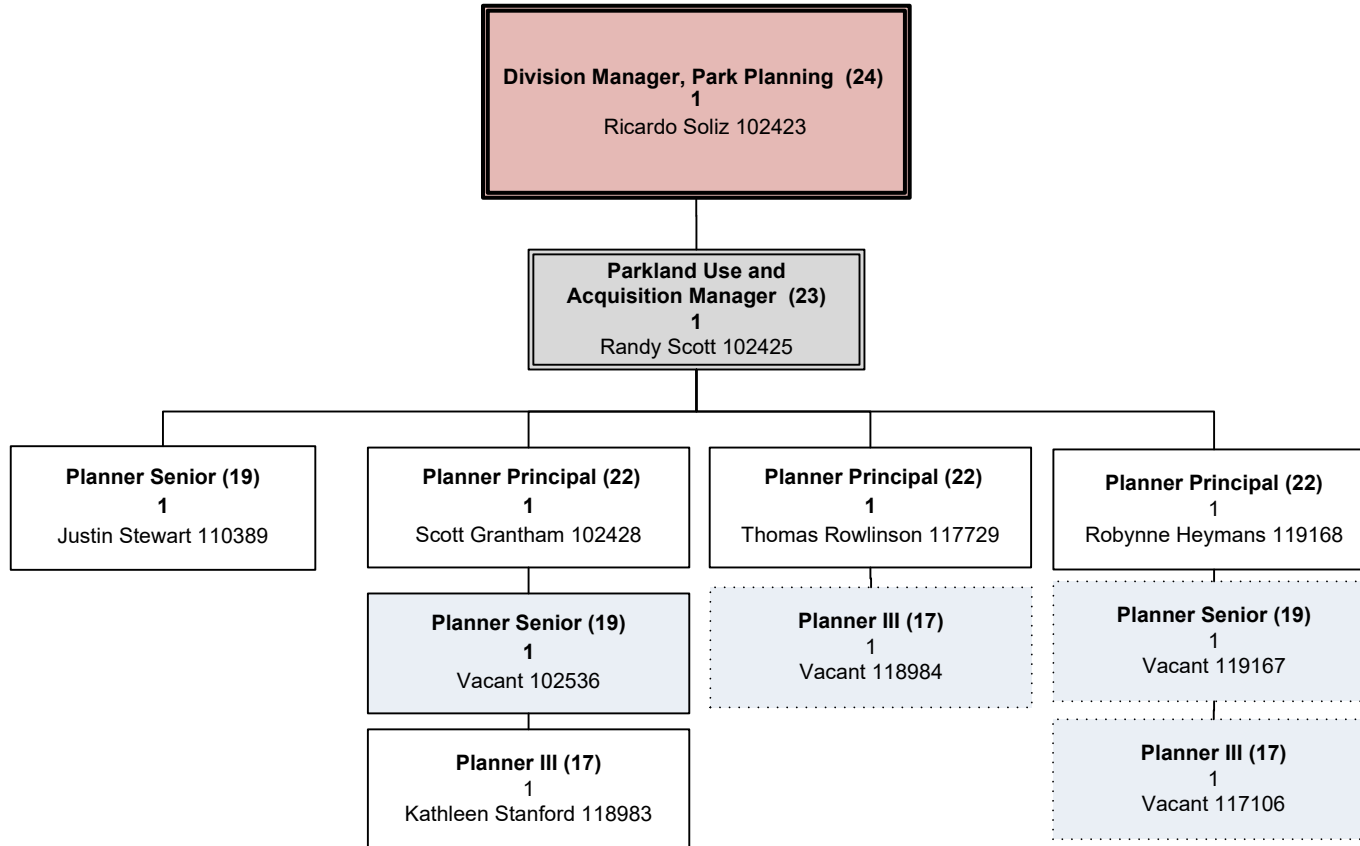 Division Manager, Park Planning (24)
1
Ricardo Soliz 102423
Parkland Use and
Acquisition Manager (23)
1
Randy Scott 102425
Planner Senior (19)
1
Justin Stewart 110389
Planner Principal (22)
1
Scott Grantham 102428
Planner Principal (22)
1
Thomas Rowlinson 117729
Planner Principal (22)
1
Robynne Heymans 119168
Planner Senior (19)
1
Vacant 102536
Planner III (17)
1
Vacant 118984
Planner Senior (19)
1
Vacant 119167
Planner III (17)
1
Kathleen Stanford 118983
Planner III (17)
1
Vacant 117106